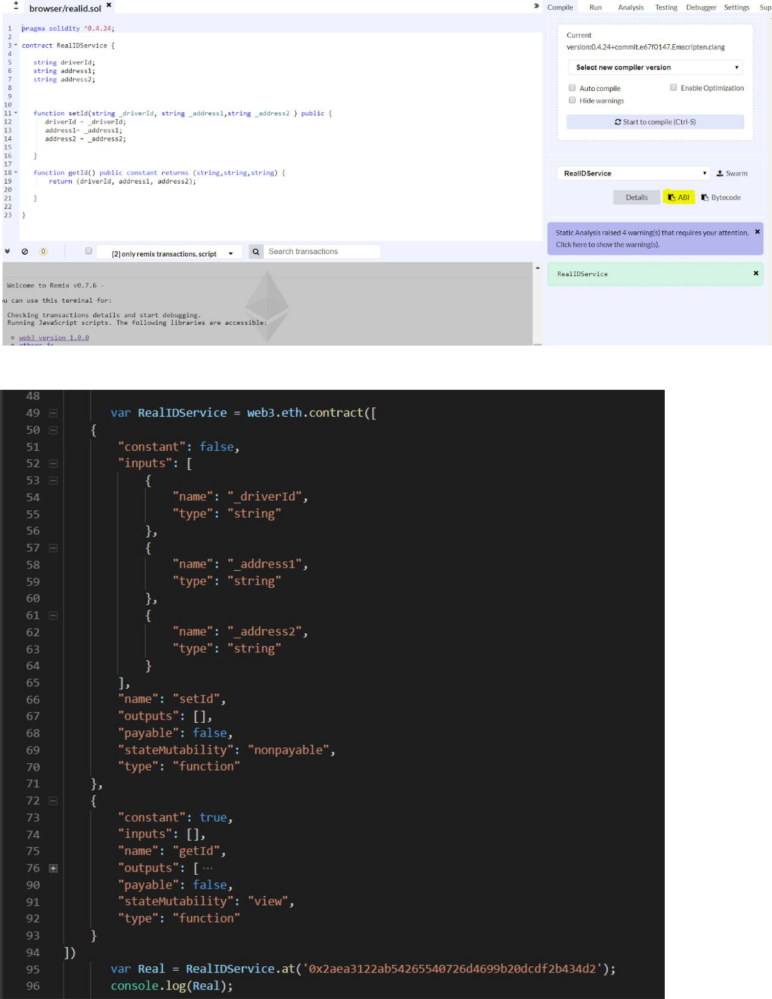 browser/realid.sol ×
» Compile Run Analysis Testing Debugger Settings Sup
1 pragma solidity ^0.4.24;
2
3 contract RealIDService {
4
5 string driverId;
6 string address1;
7 string address2;
8
9
10
11 function setId(string _driverId, string _address1,string _address2 ) public {
12 driverId = _driverId;
13 address1= _address1;
14 address2 = _address2;
15
16 }
17
18 function getId() public constant returns (string,string,string) {
19 return (driverId, address1, address2);
20
21 }
22
23 }
Current
version:0.4.24+commit.e67f0147.Emscripten.clang
Select new compiler version
Auto compile Enable Optimization
Hide warnings
Start to compile (Ctrl-S)
RealIDService Swarm
Details ABI Bytecode
Static Analysis raised 4 warning(s) that requires your attention. ×
Click here to show the warning(s).
RealIDService ×
0 [2] only remix transactions, script Search transactions
Welcome to Remix v0.7.6 -
ou can use this terminal for:
Checking transactions details and start debugging.
Running JavaScript scripts. The following libraries are accessible:
web3 version 1.0.0
ethers.js
48
49 var RealIDService = web3.eth.contract([
50 {
51 "constant": false,
52 "inputs": [
53 {
54 "name": "_driverId",
55 "type": "string"
56 },
57 {
58 "name": "_address1",
59 "type": "string"
60 },
61 {
62 "name": "_address2",
63 "type": "string"
64 }
65 ],
66 "name": "setId",
67 "outputs": [],
68 "payable": false,
69 "stateMutability": "nonpayable",
70 "type": "function"
71 },
72 {
73 "constant": true,
74 "inputs": [],
75 "name": "getId",
76 "outputs": [ ...
90 "payable": false,
91 "stateMutability": "view",
92 "type": "function"
93 }
94 ])
95 var Real = RealIDService.at('0x2aea3122ab54265540726d4699b20dcdf2b434d2');
96 console.log(Real);